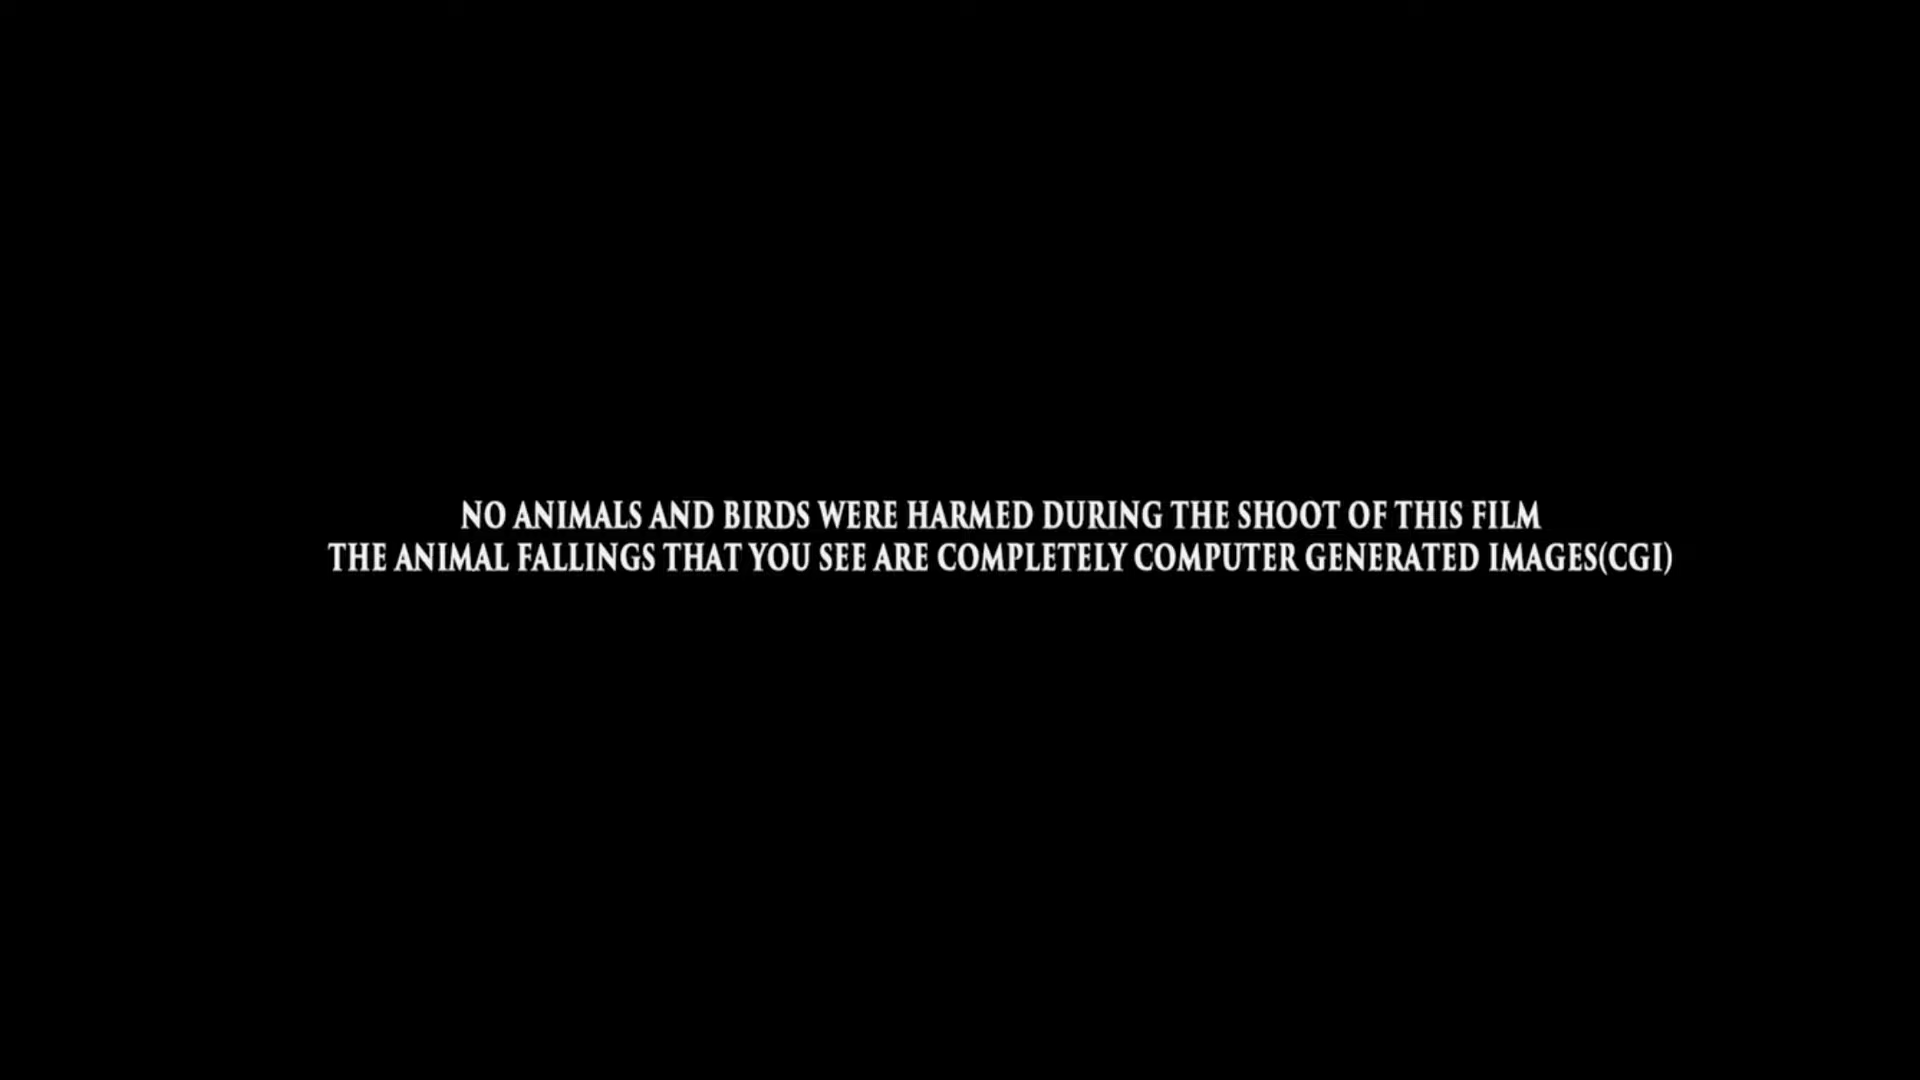 NO ANIMALS AND BIRDS WERE HARMED DURING THE SHOOT OF THIS FILM
THE ANIMAL FALLINGS THAT YOU SEE ARE COMPLETELY COMPUTER GENERATED IMAGES(CGI)